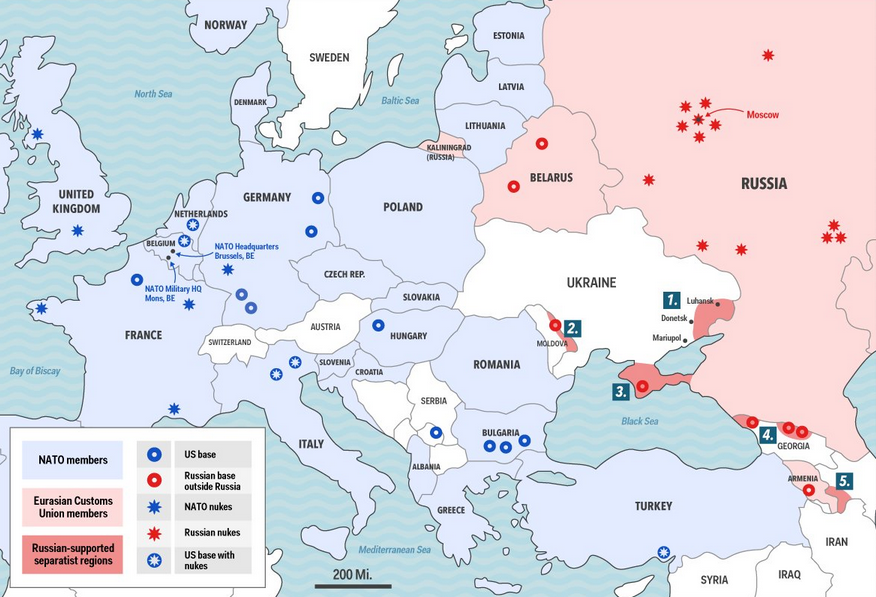 NORWAY
SWEDEN
ESTONIA
LATVIA
LITHUANIA
North Sea
DENMARK
Baltic Sea
Moscow
KALININGRAD
(RUSSIA)
BELARUS
RUSSIA
UNITED
KINGDOM
NETHERLANDS
GERMANY
POLAND
BELGIUM
NATO Headquarters
Brussels, BE
NATO Military HQ
Mons, BE
CZECH REP.
UKRAINE
SLOVAKIA
1.
Luhansk
Donetsk
Mariupol
FRANCE
AUSTRIA
SWITZERLAND
HUNGARY
2.
MOLDOVA
Bay of Biscay
SLOVENIA
CROATIA
ROMANIA
3.
SERBIA
Black Sea
ITALY
BULGARIA
4.
GEORGIA
ALBANIA
ARMENIA
5.
GREECE
TURKEY
IRAN
Mediterranean Sea
SYRIA
IRAQ
NATO members
Eurasian Customs
Union members
Russian-supported
separatist regions
US base
Russian base
outside Russia
NATO nukes
Russian nukes
US base with
nukes
200 Mi.